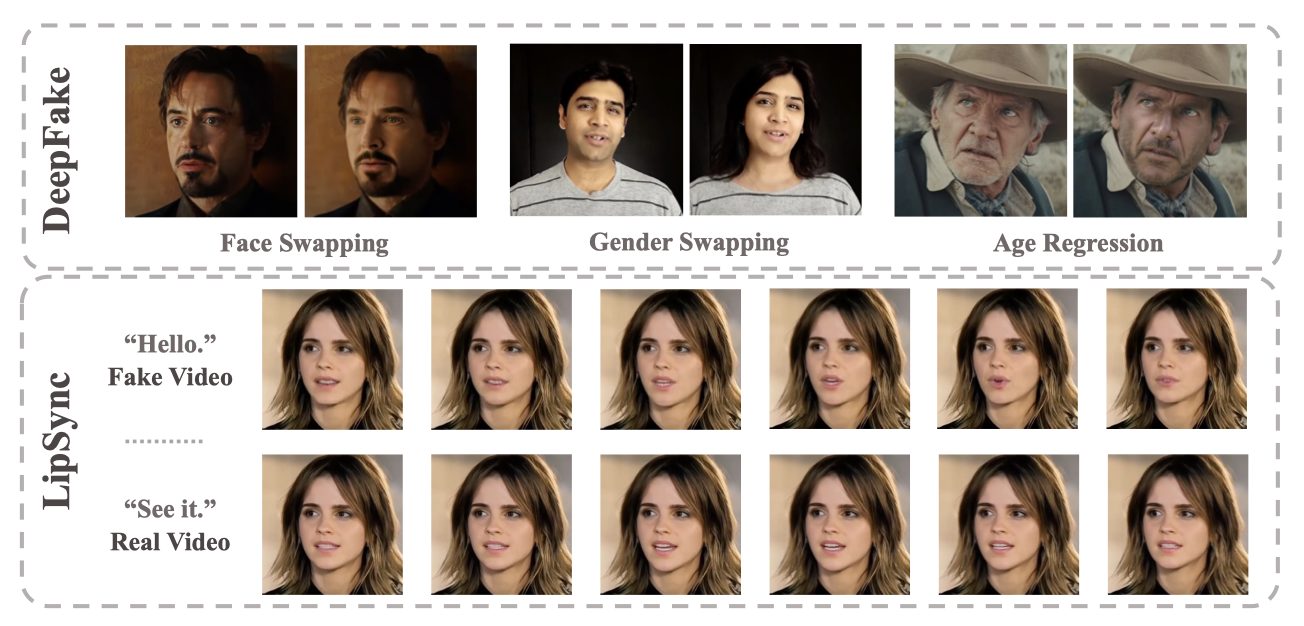 DeepFake
Face Swapping
Gender Swapping
Age Regression
LipSync
“Hello.”
Fake Video
“See it.”
Real Video